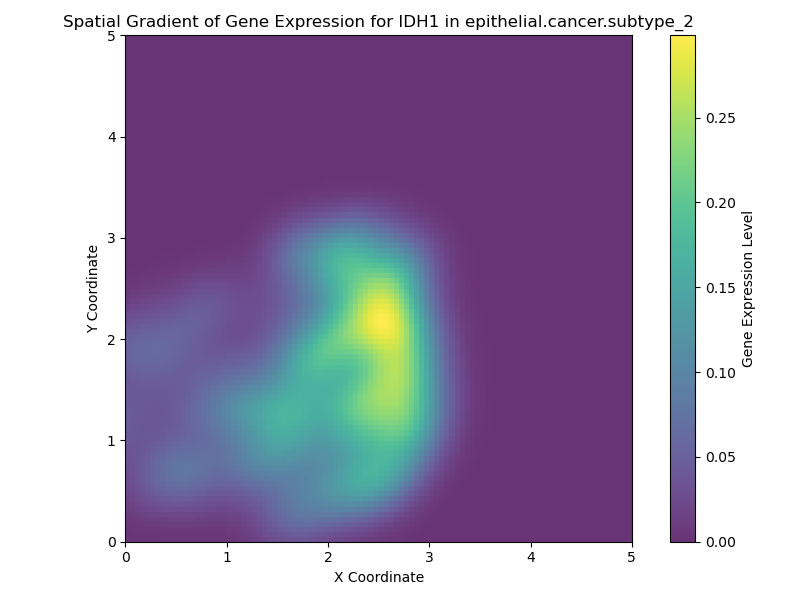 Spatial Gradient of Gene Expression for IDH1 in epithelial.cancer.subtype_2
5
4
3
2
1
0
Y Coordinate
0 1 2 3 4 5
X Coordinate
0.25
0.20
0.15
0.10
0.05
0.00
Gene Expression Level